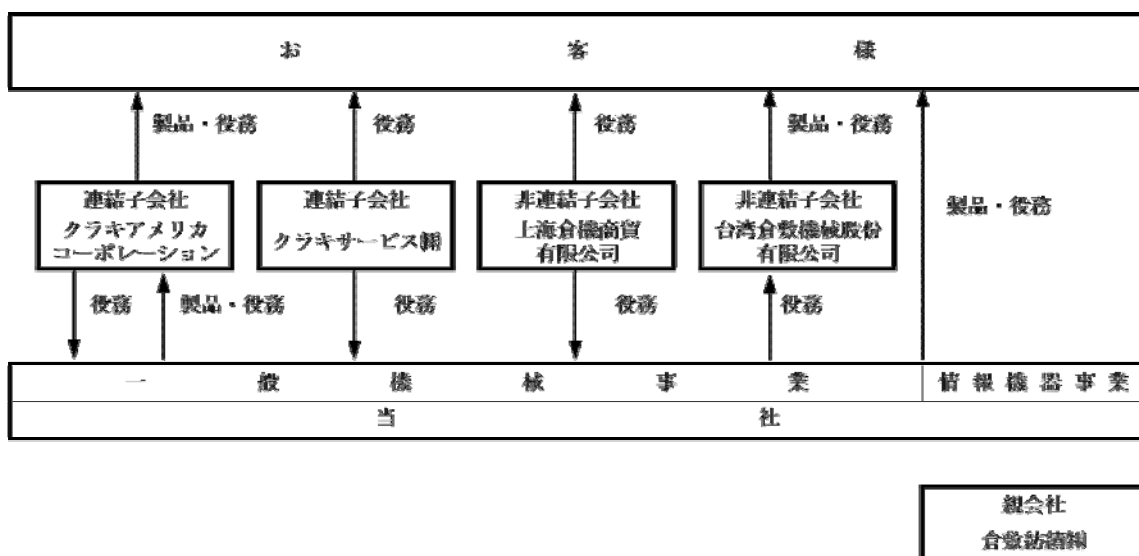 お客様
製品・役務 役務 役務 製品・役務
連結子会社 連結子会社 非連結子会社 非連結子会社
クラキアメリカ
コーポレーション
クラキサービス㈱
上海倉機商貿
有限公司
台湾倉敷機械股份
有限公司
製品・役務
役務 製品・役務 役務 役務 役務
一般機械事業 情報機器事業
当社
親会社
倉敷紡績㈱